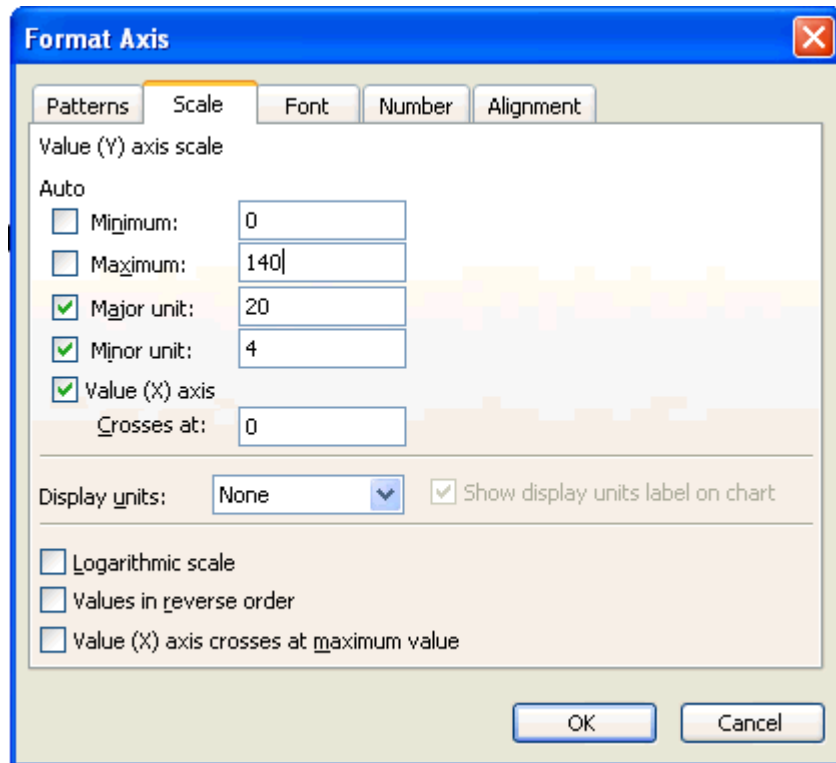 Format Axis
Patterns Scale Font Number Alignment
Value (Y) axis scale
Auto
Minimum: 0
Maximum: 140
Major unit: 20
Minor unit: 4
Value (X) axis
Crosses at: 0
Display units: None Show display units label on chart
Logarithmic scale
Values in reverse order
Value (X) axis crosses at maximum value
OK Cancel